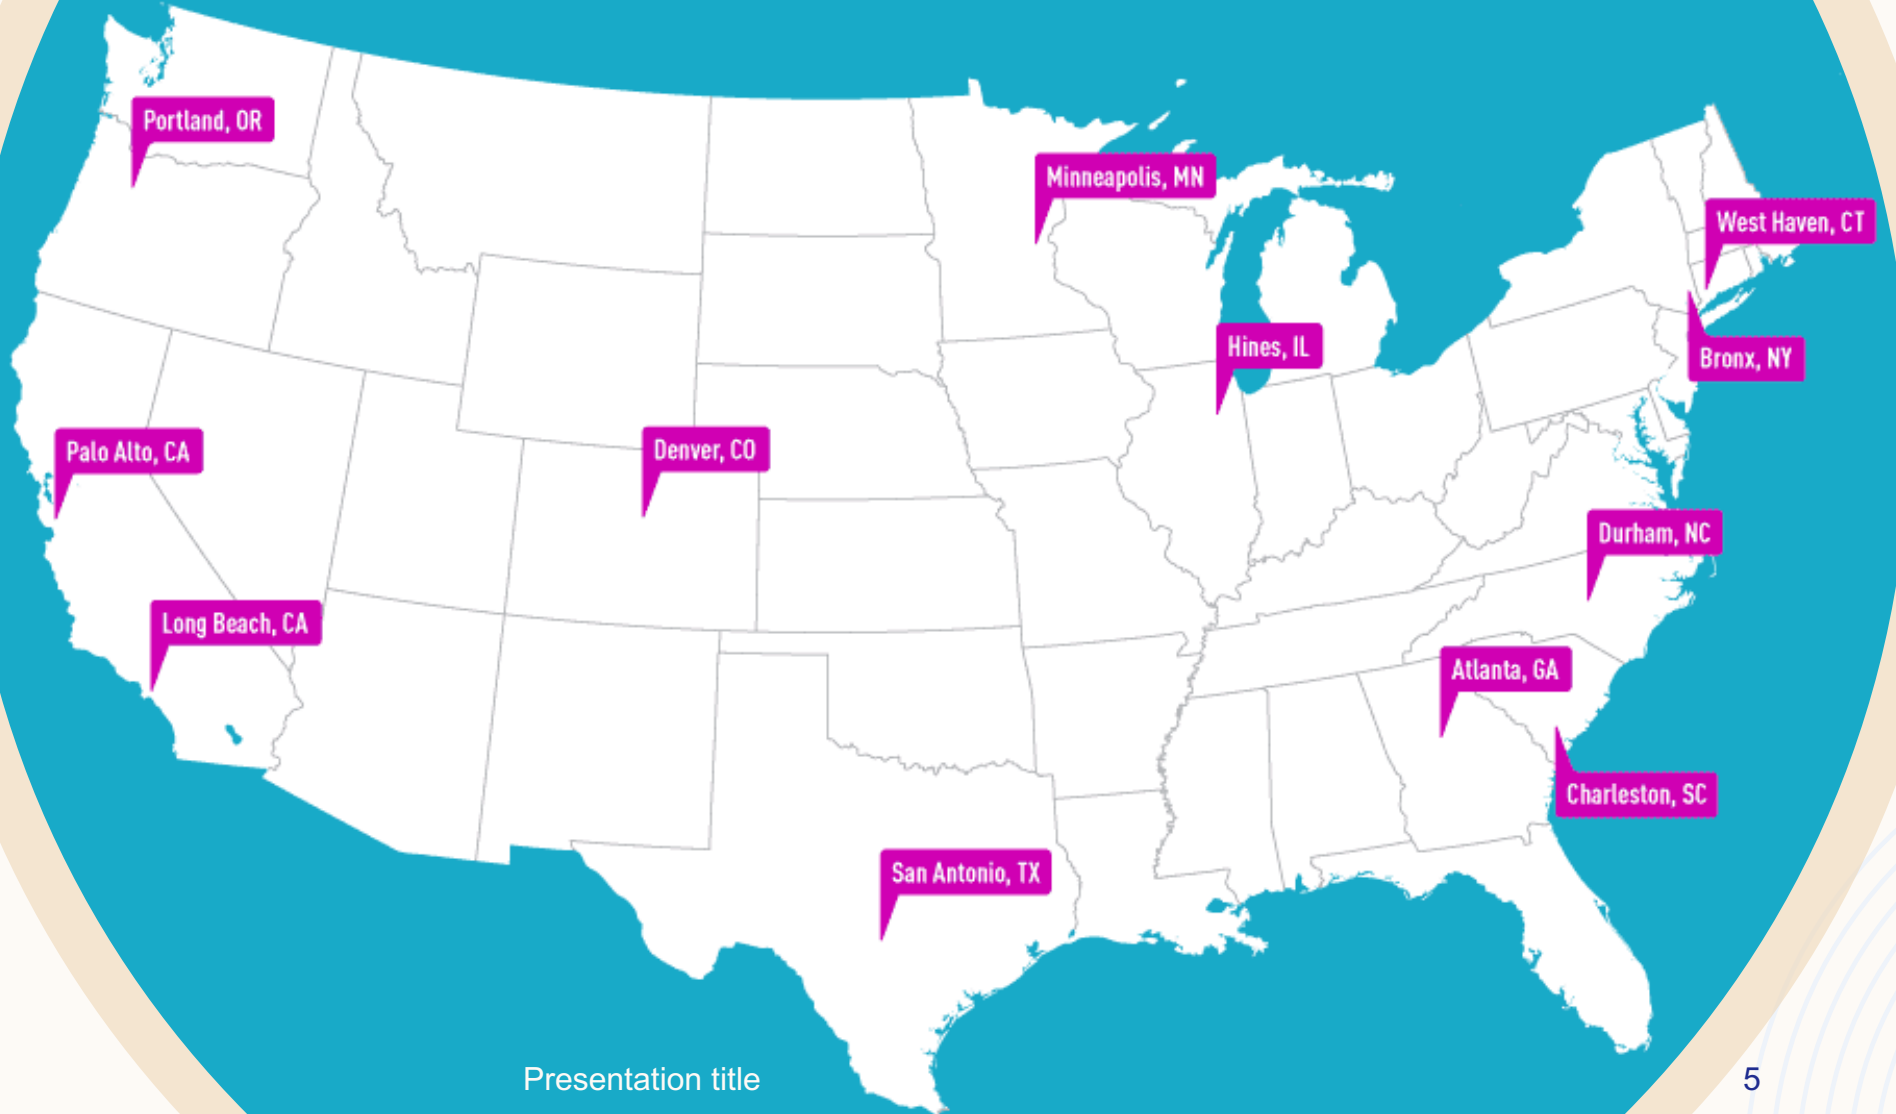 Portland, OR
Minneapolis, MN
West Haven, CT
Hines, IL
Bronx, NY
Palo Alto, CA
Denver, CO
Durham, NC
Long Beach, CA
Atlanta, GA
Charleston, SC
San Antonio, TX
Presentation title
5